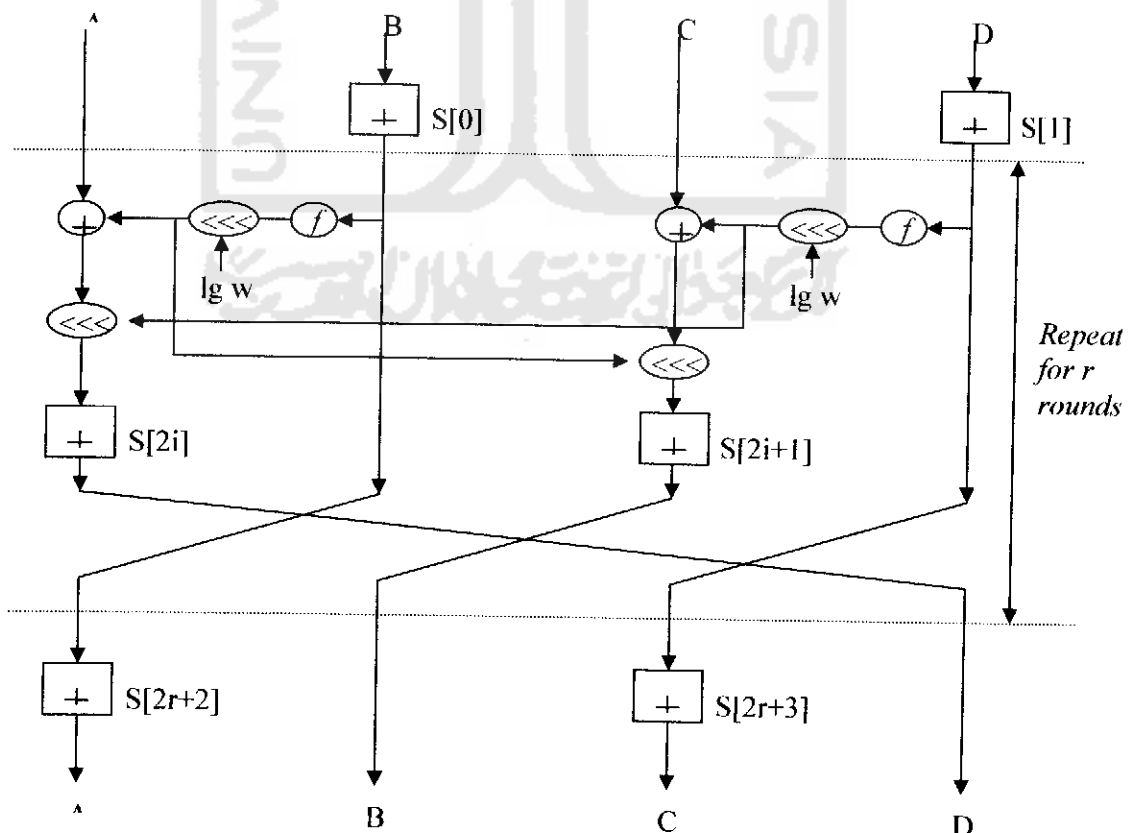 A B C D
S[0] S[1]
+ <<< f + <<< f
lg w lg w
<<< <<<
Repeat
for r
rounds
+ S[2i] + S[2i+1]
+ S[2r+2] + S[2r+3]
A B C D